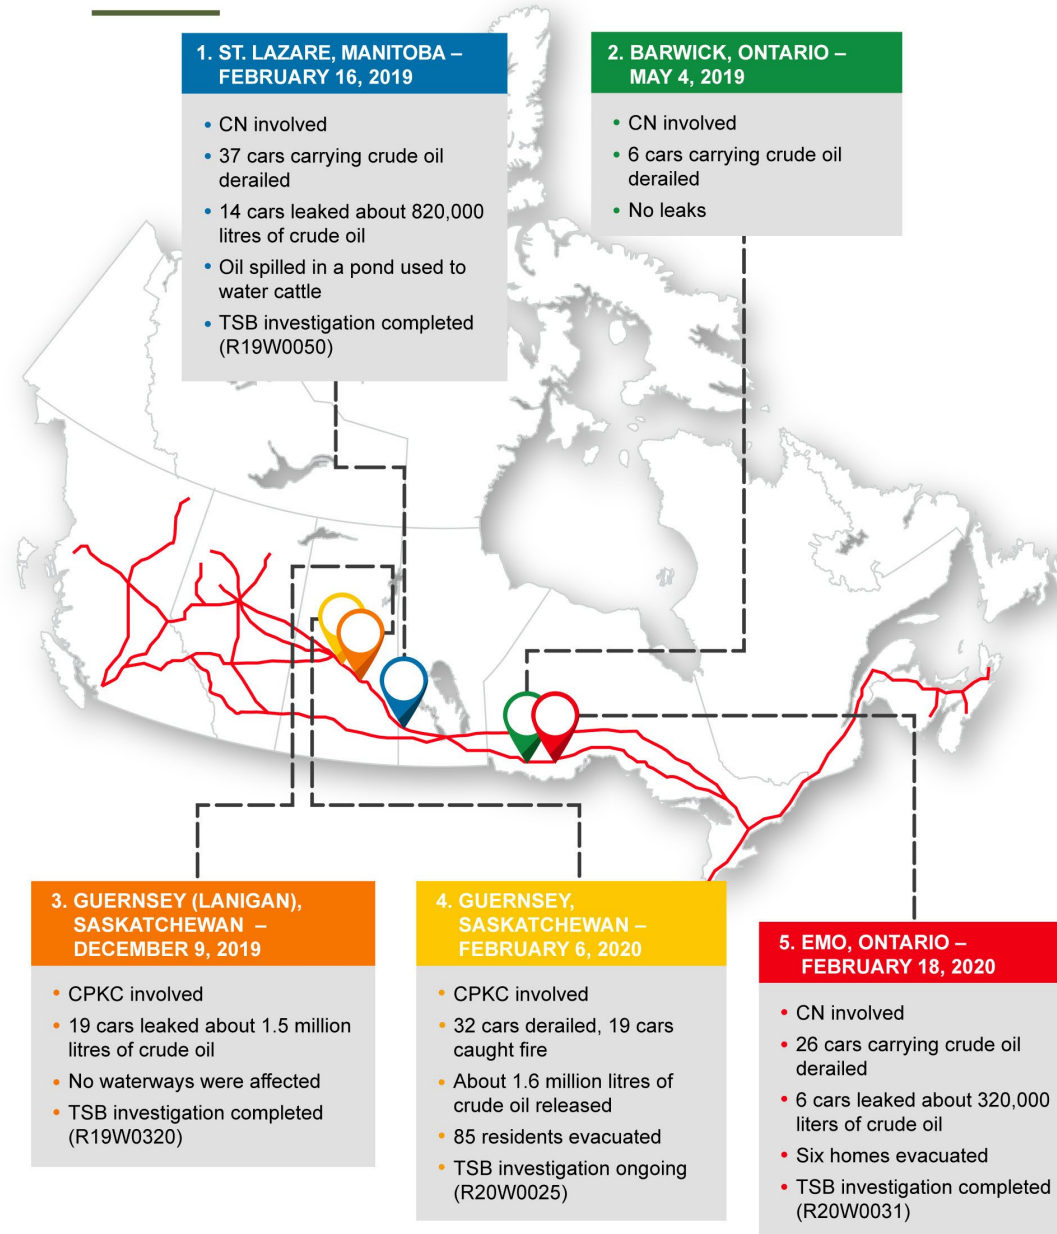 1. ST. LAZARE, MANITOBA –
FEBRUARY 16, 2019
• CN involved
• 37 cars carrying crude oil
derailed
• 14 cars leaked about 820,000
litres of crude oil
• Oil spilled in a pond used to
water cattle
• TSB investigation completed
(R19W0050)
2. BARWICK, ONTARIO –
MAY 4, 2019
• CN involved
• 6 cars carrying crude oil
derailed
• No leaks
3. GUERNSEY (LANIGAN),
SASKATCHEWAN –
DECEMBER 9, 2019
• CPKC involved
• 19 cars leaked about 1.5 million
litres of crude oil
• No waterways were affected
• TSB investigation completed
(R19W0320)
4. GUERNSEY,
SASKATCHEWAN –
FEBRUARY 6, 2020
• CPKC involved
• 32 cars derailed, 19 cars
caught fire
• About 1.6 million litres of
crude oil released
• 85 residents evacuated
• TSB investigation ongoing
(R20W0025)
5. EMO, ONTARIO –
FEBRUARY 18, 2020
• CN involved
• 26 cars carrying crude oil
derailed
• 6 cars leaked about 320,000
liters of crude oil
• Six homes evacuated
• TSB investigation completed
(R20W0031)